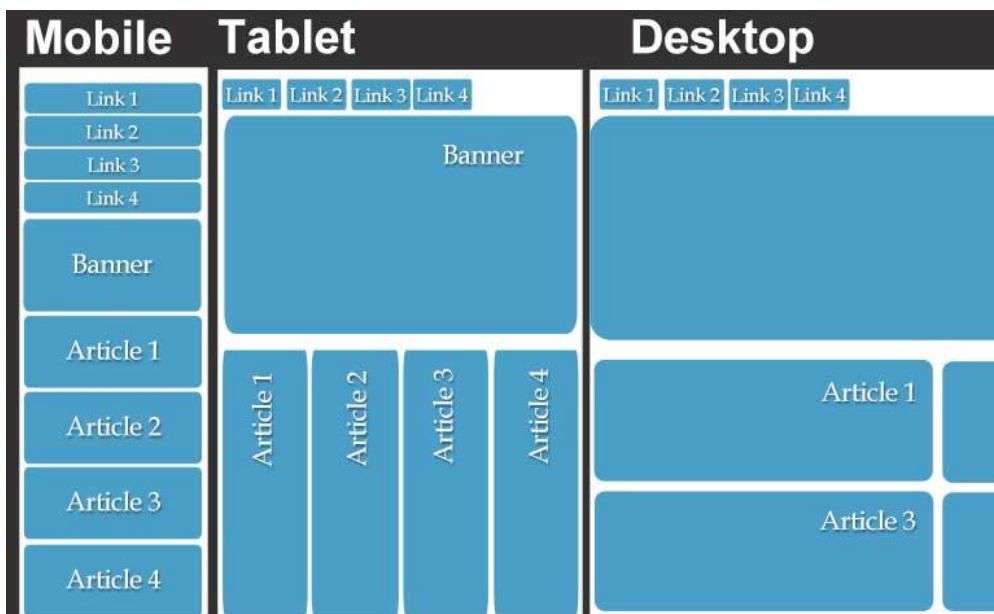 Mobile
Link 1
Link 2
Link 3
Link 4
Banner
Article 1
Article 2
Article 3
Article 4
Tablet
Link 1 Link 2 Link 3 Link 4
Banner
Article 1
Article 2
Article 3
Article 4
Desktop
Link 1 Link 2 Link 3 Link 4
Article 1
Article 3